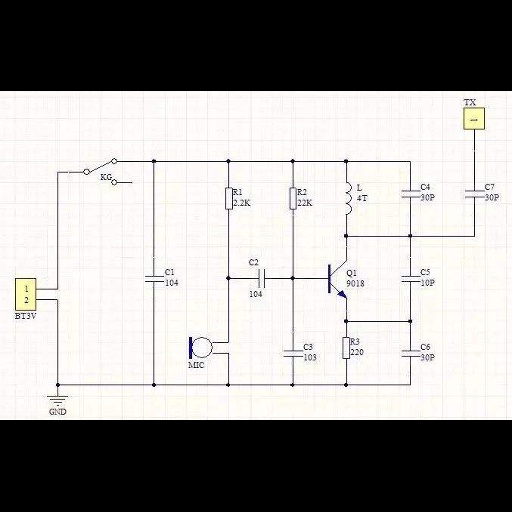 TX
KG
R1
2.2K
R2
22K
L
4T
C4
30P
C7
30P
C1
104
C2
104
Q1
9018
C5
10P
1
2
BT3V
MIC
C3
103
R3
220
C6
30P
GND